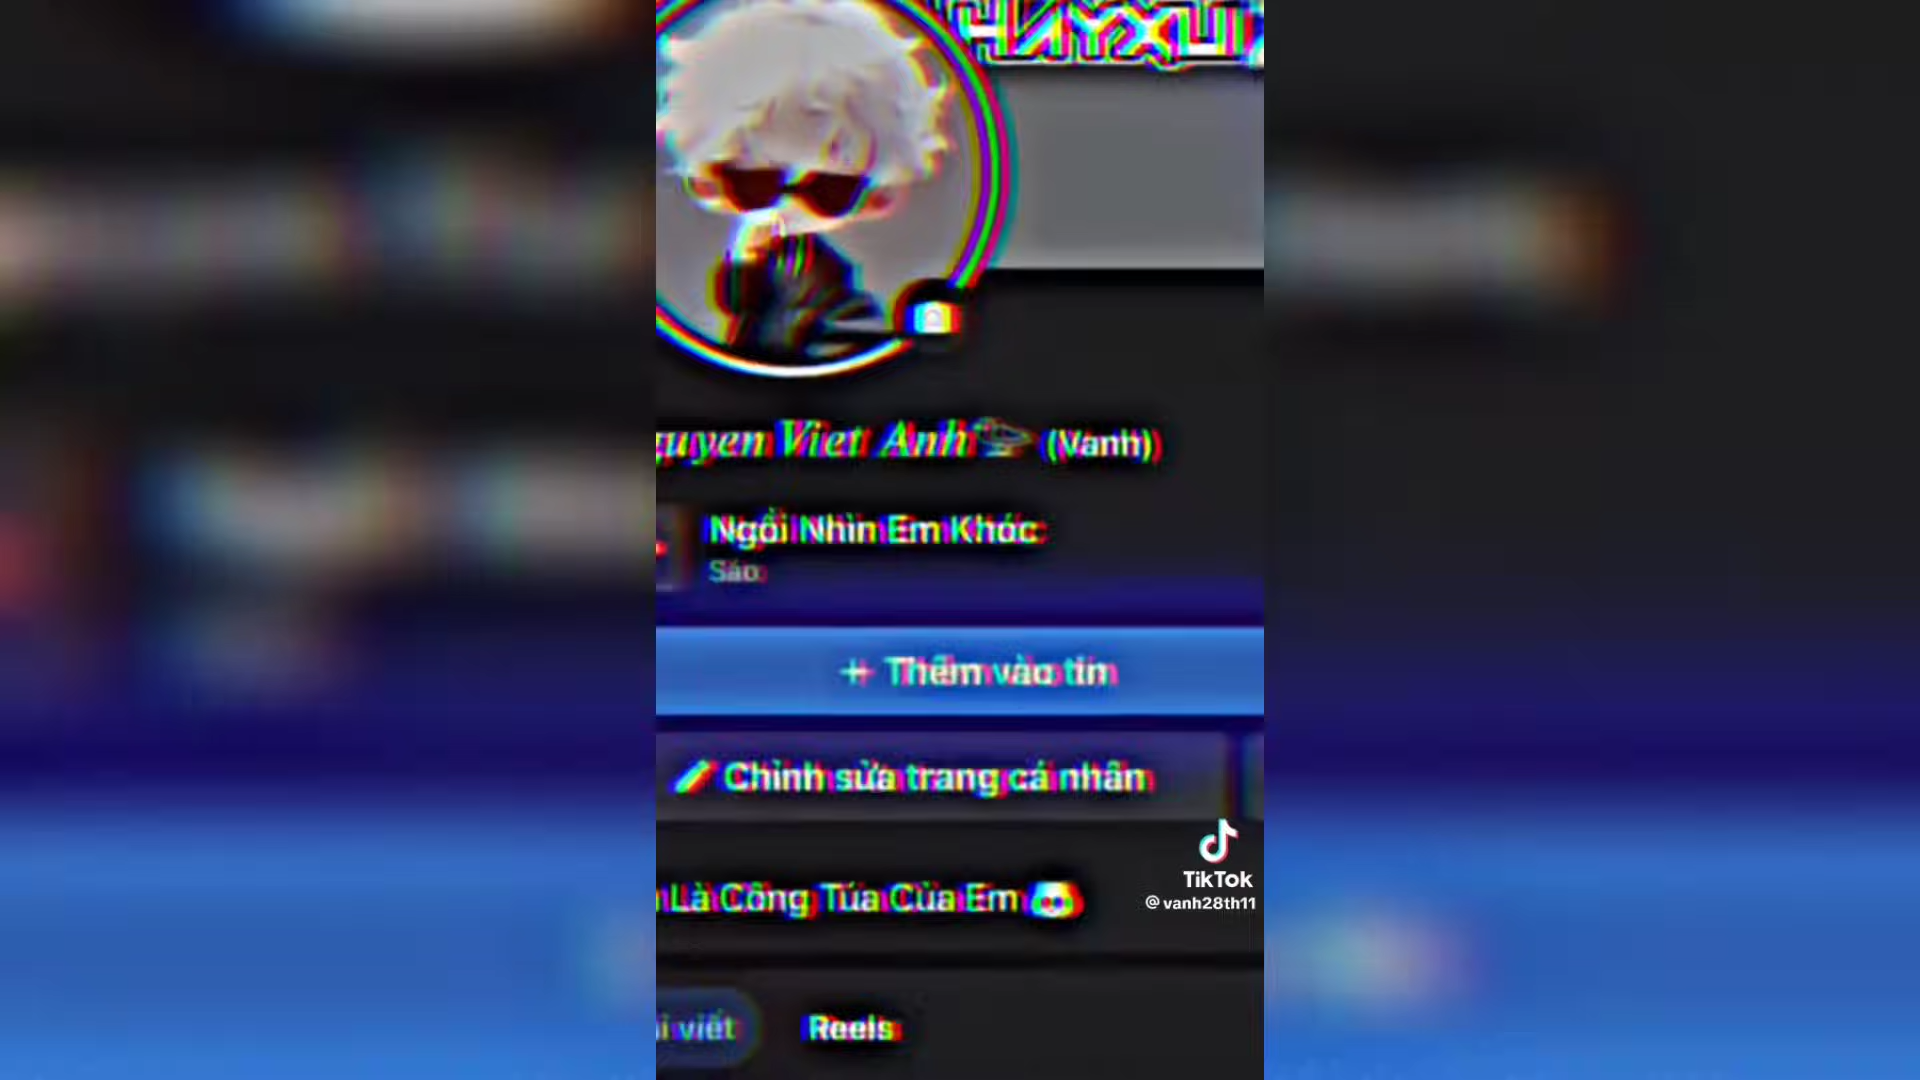 guyen Viet Anh (Vanh)
Ngồi Nhìn Em Khóc
Sáo
+ Thêm vào tin
Chỉnh sửa trang cá nhân
TikTok
@vanh28th11
Là Công Túa Của Em
viết
Reels